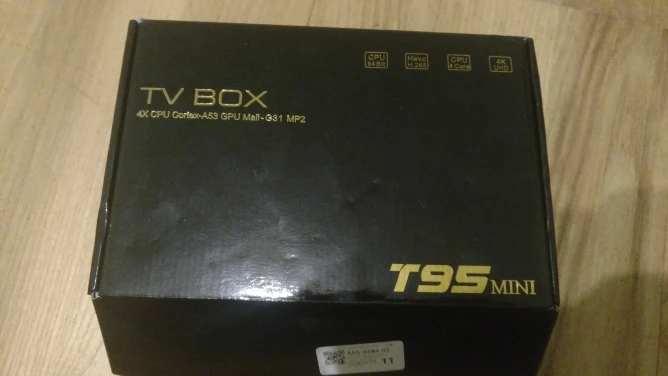 CPU
64 Bit
Hevc
H.265
CPU
4 Core
4K
UHD
TV BOX
4X CPU Cortex-A53 GPU Mali-G31 MP2
T95 MINI
11